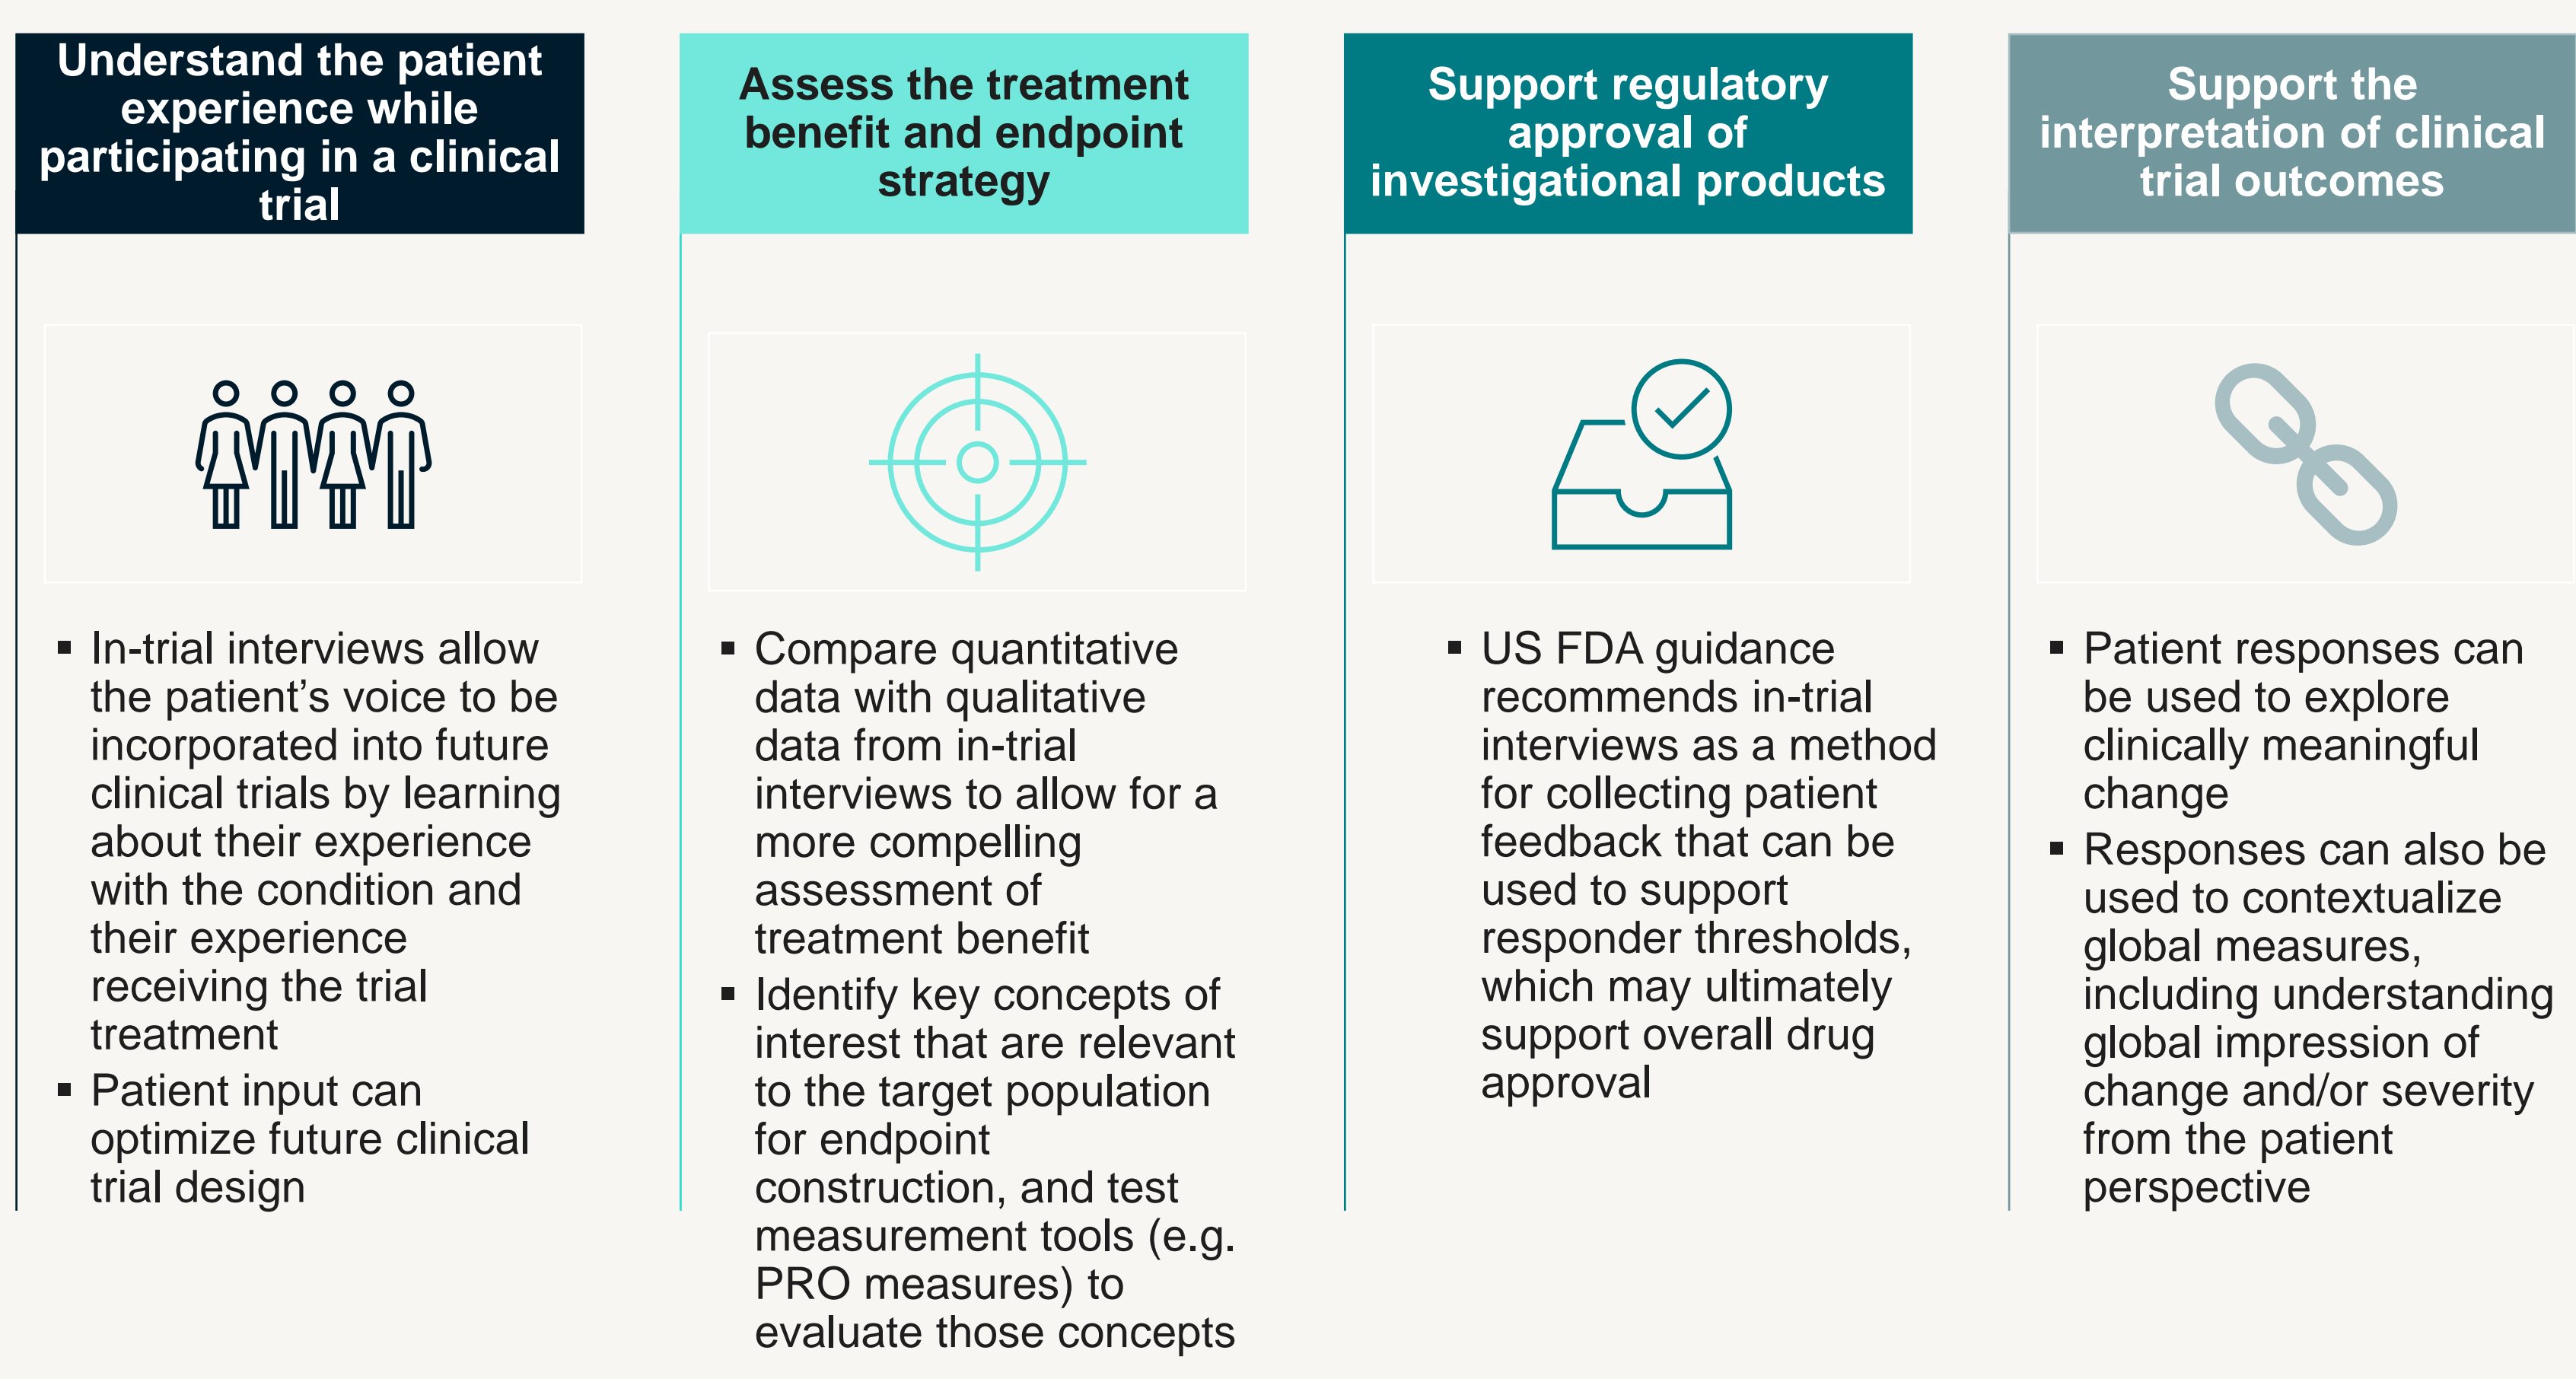 Understand the patient
experience while
participating in a clinical
trial
▪ In-trial interviews allow
the patient’s voice to be
incorporated into future
clinical trials by learning
about their experience
with the condition and
their experience
receiving the trial
treatment
▪ Patient input can
optimize future clinical
trial design
Assess the treatment
benefit and endpoint
strategy
▪ Compare quantitative
data with qualitative
data from in-trial
interviews to allow for a
more compelling
assessment of
treatment benefit
▪ Identify key concepts of
interest that are relevant
to the target population
for endpoint
construction, and test
measurement tools (e.g.
PRO measures) to
evaluate those concepts
Support regulatory
approval of
investigational products
▪ US FDA guidance
recommends in-trial
interviews as a method
for collecting patient
feedback that can be
used to support
responder thresholds,
which may ultimately
support overall drug
approval
Support the
interpretation of clinical
trial outcomes
▪ Patient responses can
be used to explore
clinically meaningful
change
▪ Responses can also be
used to contextualize
global measures,
including understanding
global impression of
change and/or severity
from the patient
perspective